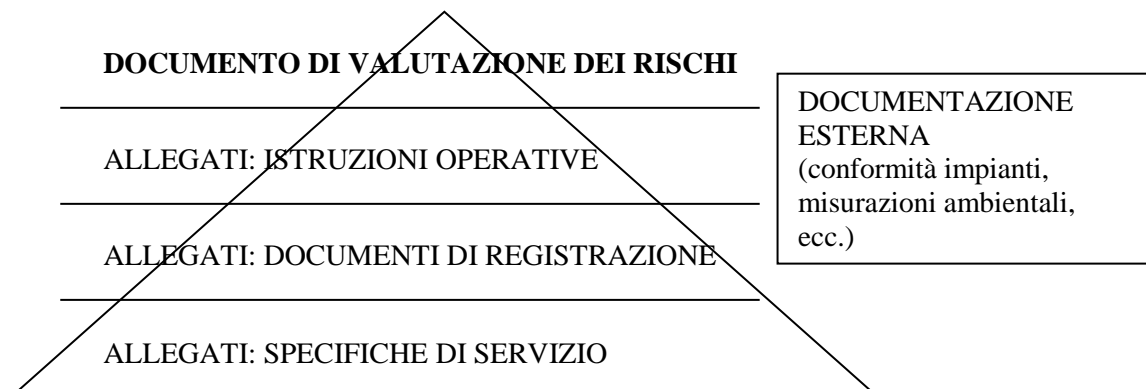 DOCUMENTO DI VALUTAZIONE DEI RISCHI
ALLEGATI: ISTRUZIONI OPERATIVE
ALLEGATI: DOCUMENTI DI REGISTRAZIONE
ALLEGATI: SPECIFICHE DI SERVIZIO
DOCUMENTAZIONE
ESTERNA
(conformità impianti,
misurazioni ambientali,
ecc.)